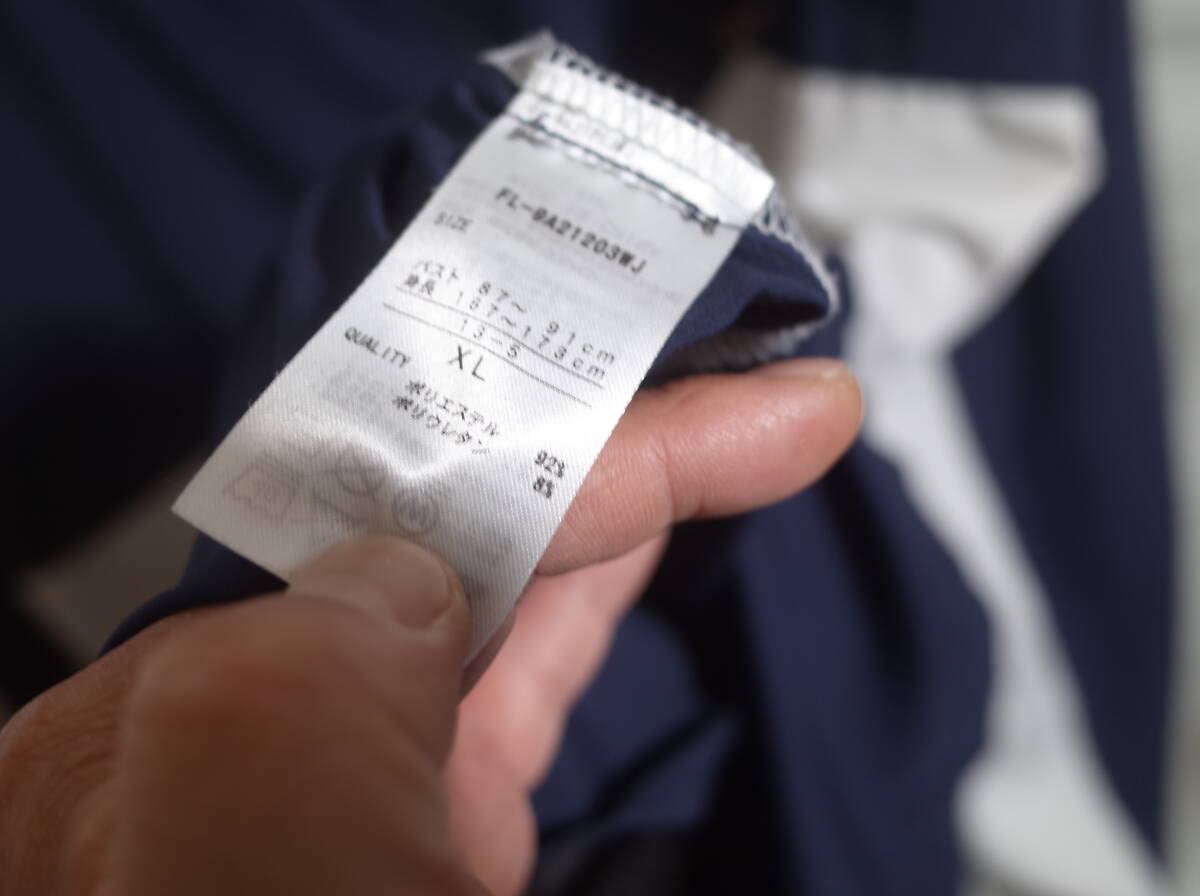 FL-9A21203WJ
SIZE
バスト 87～ 91cm
身長 157～173cm
13-5
XL
QUALITY
ポリエステル 92%
ポリウレタン 8%